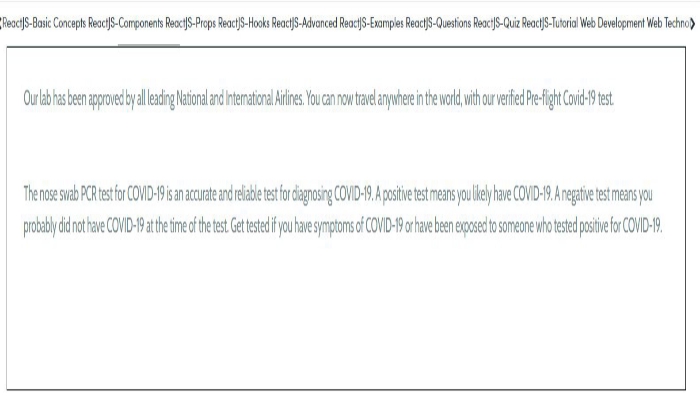 ReactJS-Basic Concepts ReactJS-Components ReactJS-Props ReactJS-Hooks ReactJS-Advanced ReactJS-Examples ReactJS-Questions ReactJS-Quiz ReactJS-Tutorial Web Development Web Techno
Our lab has been approved by all leading National and International Airlines. You can now travel anywhere in the world, with our verified Pre-flight Covid-19 test.
The nose swab PCR test for COVID-19 is an accurate and reliable test for diagnosing COVID-19. A positive test means you likely have COVID-19. A negative test means you
probably did not have COVID-19 at the time of the test. Get tested if you have symptoms of COVID-19 or have been exposed to someone who tested positive for COVID-19.